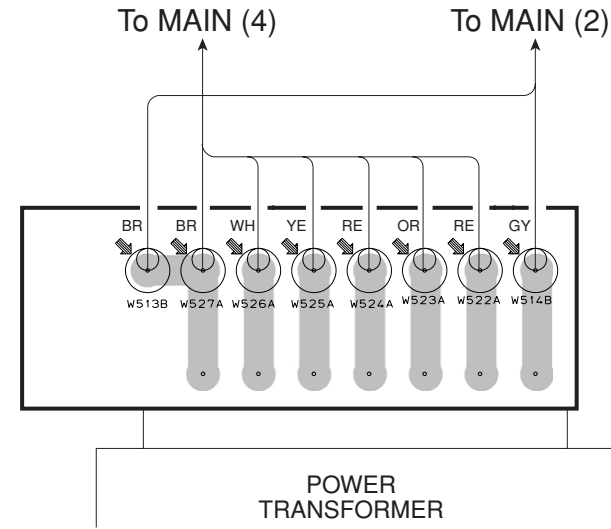 To MAIN (4) To MAIN (2)
BR BR WH YE RE OR RE GY
W513B W527A W526A W525A W524A W523A W522A W514B
POWER
TRANSFORMER